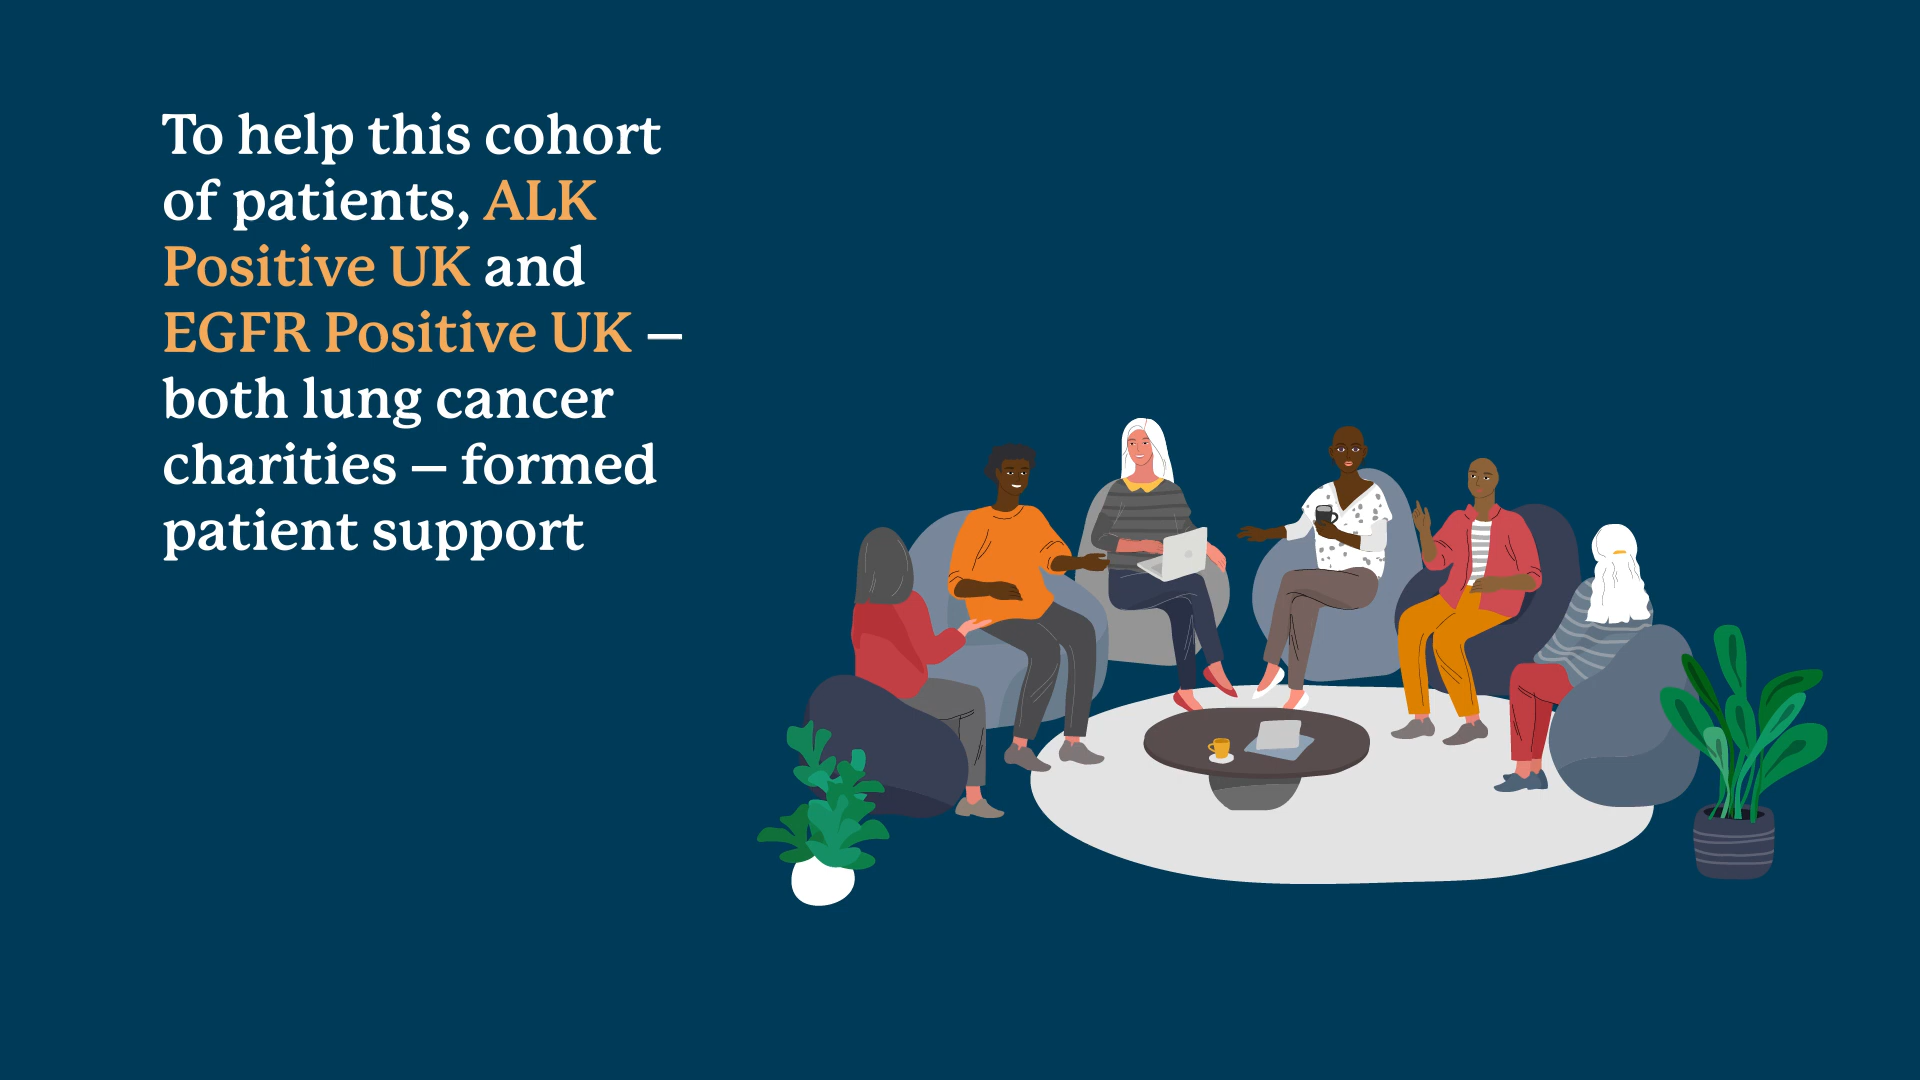 To help this cohort
of patients, ALK
Positive UK and
EGFR Positive UK –
both lung cancer
charities – formed
patient support